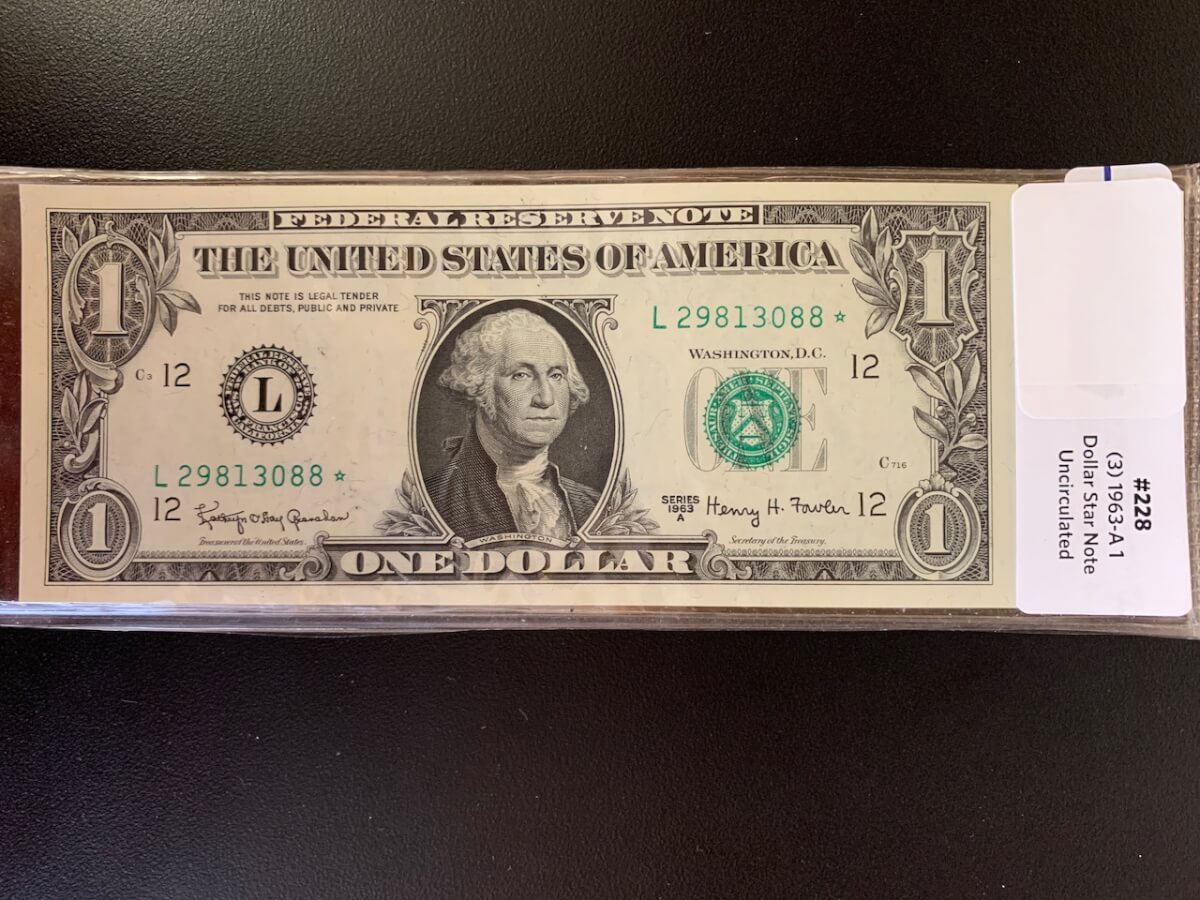 FEDERAL RESERVE NOTE
THE UNITED STATES OF AMERICA
1
1
THIS NOTE IS LEGAL TENDER
FOR ALL DEBTS, PUBLIC AND PRIVATE
L 29813088 ☆
WASHINGTON, D.C.
C3 12
L
12
ONE
C716
L 29813088 ☆
12
Kathryn O'Hay Granahan
Treasurer of the United States.
WASHINGTON
SERIES
1963
A
Henry H. Fowler
12
Secretary of the Treasury.
1
ONE DOLLAR
1
#228
(3) 1963-A 1
Dollar Star Note
Uncirculated